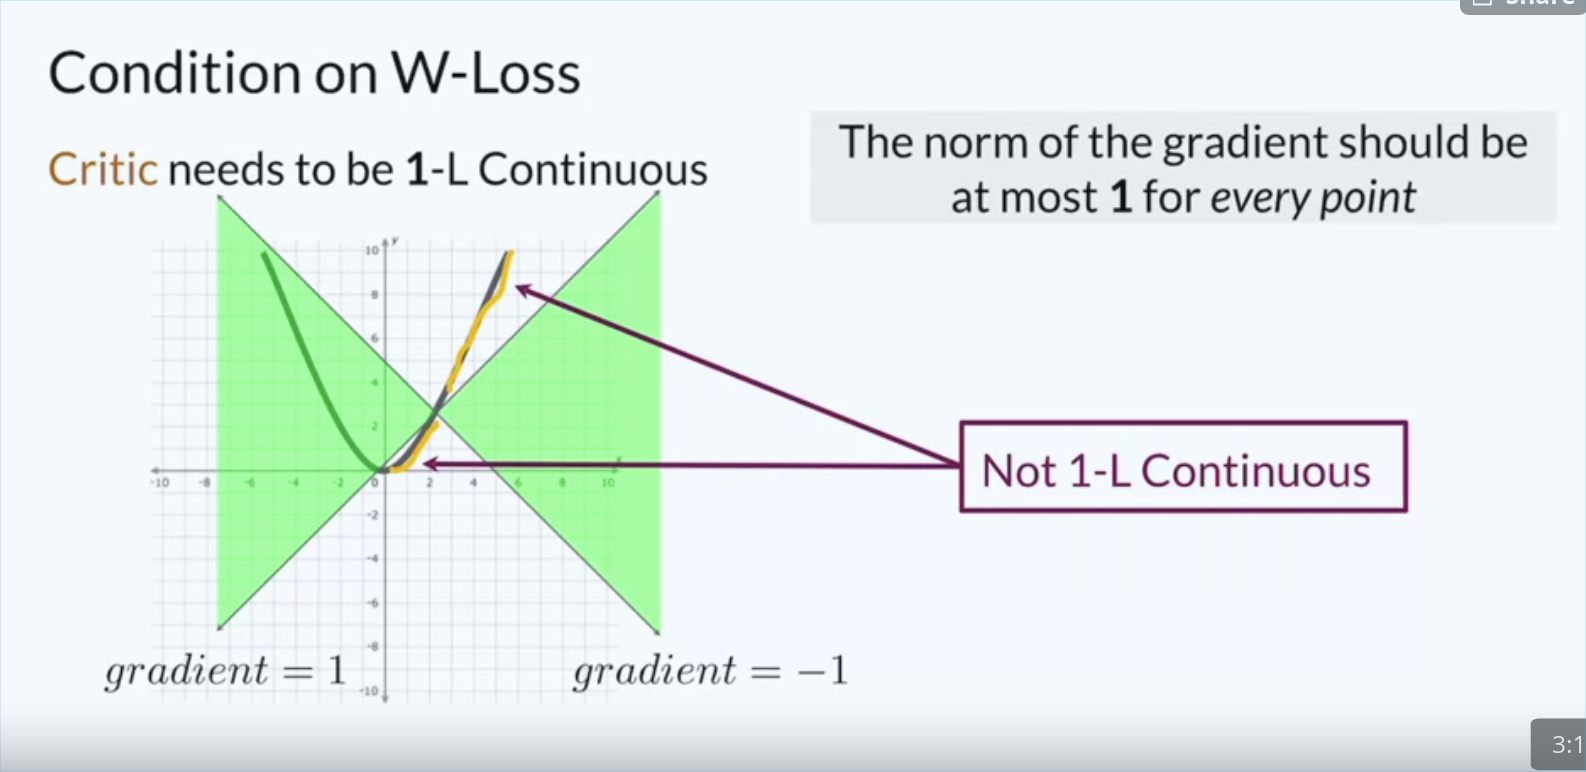 Share
Condition on W-Loss
The norm of the gradient should be
at most 1 for every point
Critic needs to be 1-L Continuous
10 y
8
6
4
2
Not 1-L Continuous
x
-10 -8 -6 -4 -2 0 2 4 6 8 10
-2
-4
-6
-8
gradient = 1
gradient = −1
-10
3:1